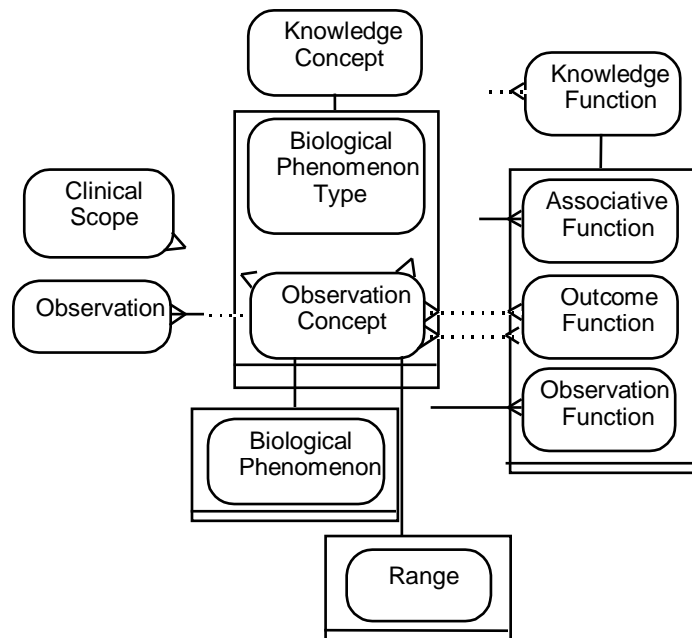 Knowledge
Concept
Knowledge
Function
Biological
Phenomenon
Type
Clinical
Scope
Associative
Function
Observation
Observation
Concept
Outcome
Function
Observation
Function
Biological
Phenomenon
Range